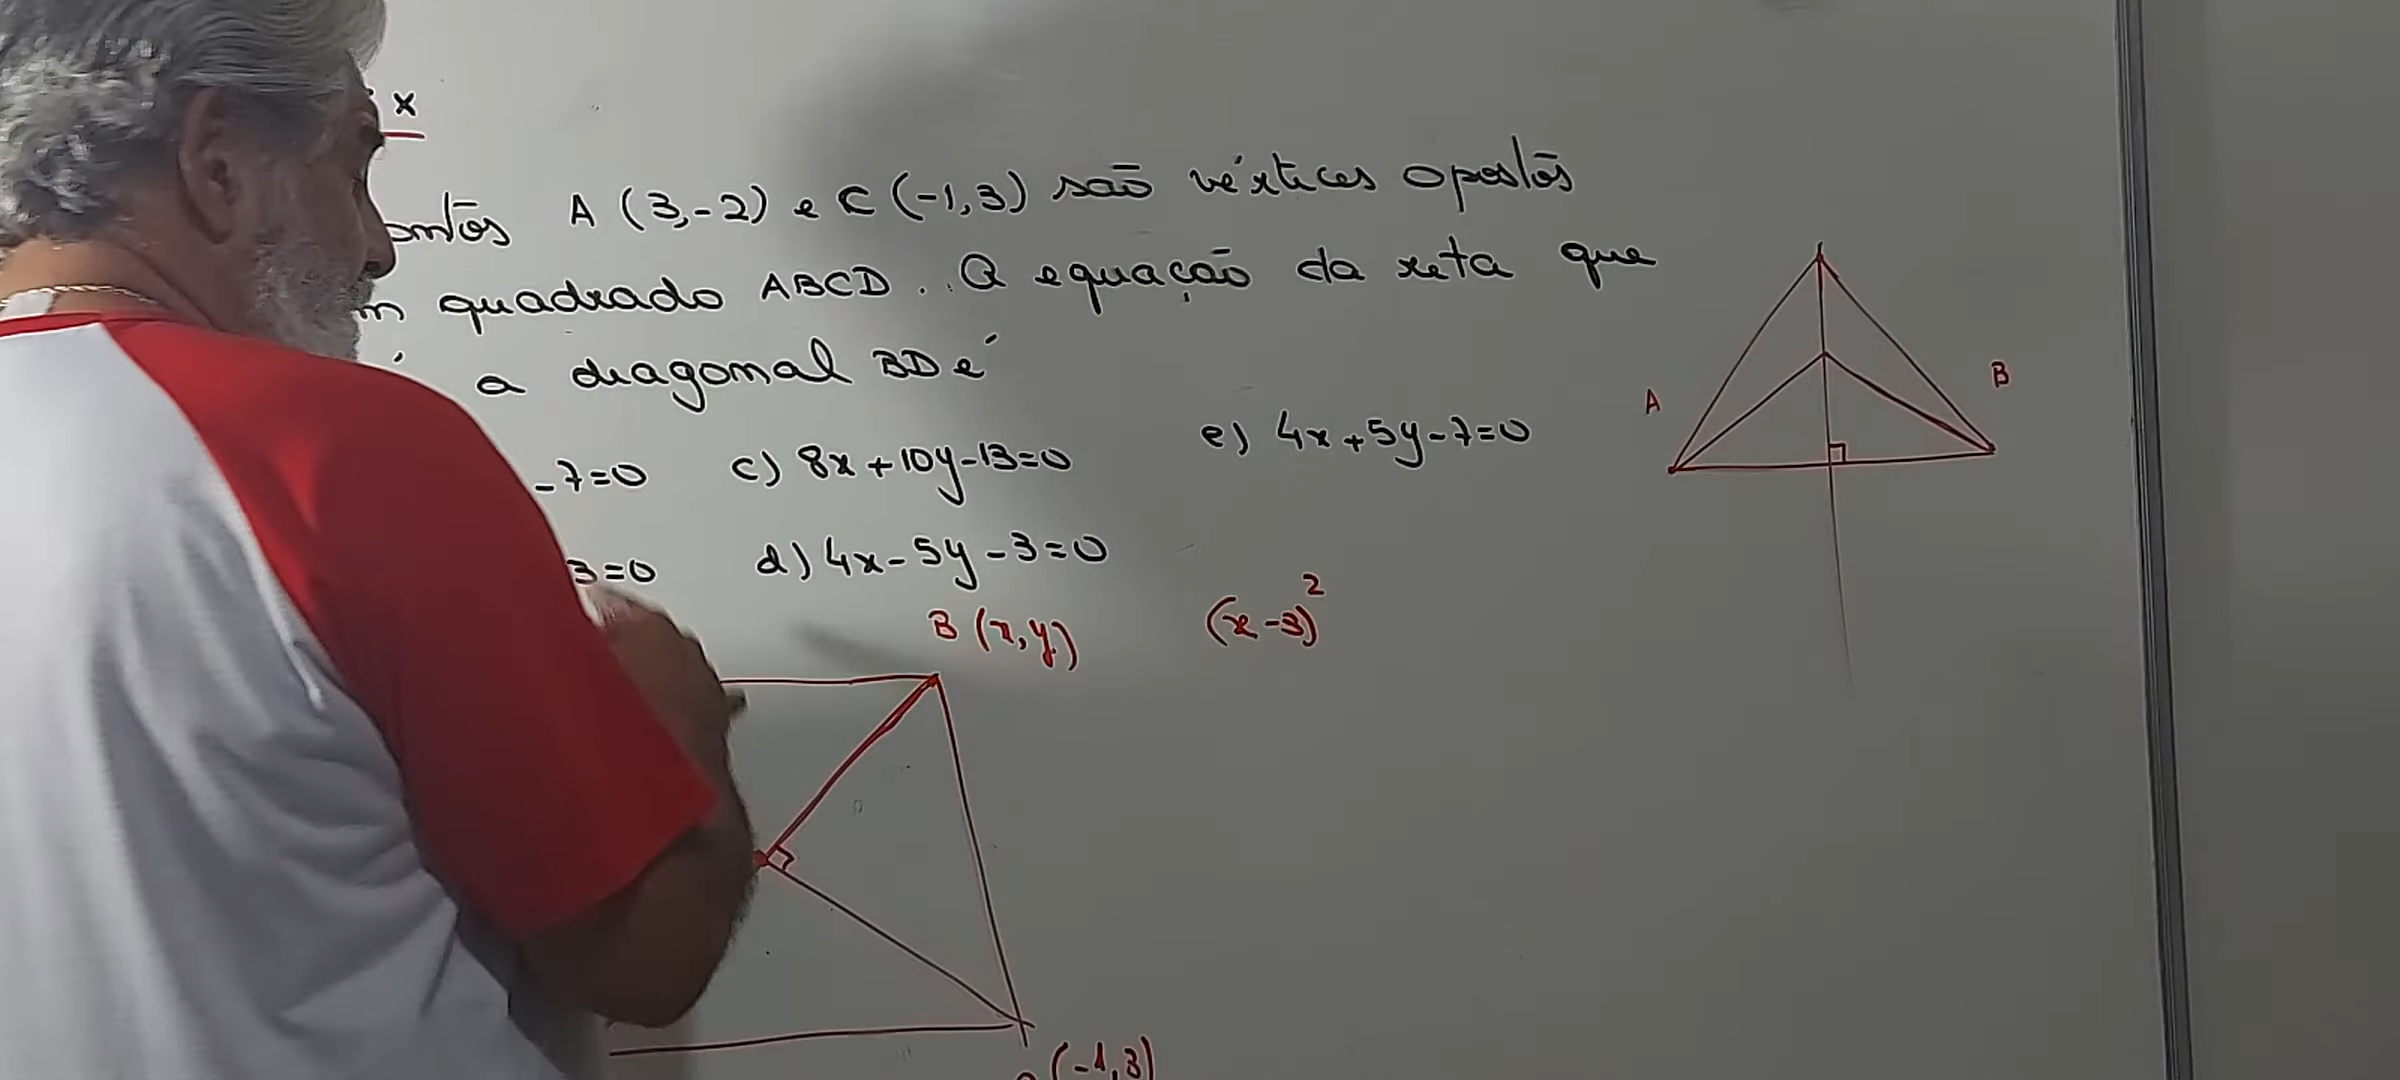 x
A (3,-2) e C (-1,3) são vértices opostos
quadrado ABCD. A equação da reta que
a diagonal BD é
-7=0 c) 8x+10y-13=0 e) 4x+5y-7=0
3=0 d) 4x-5y-3=0
B (x,y) (x-3)²
A B
(-1,3)